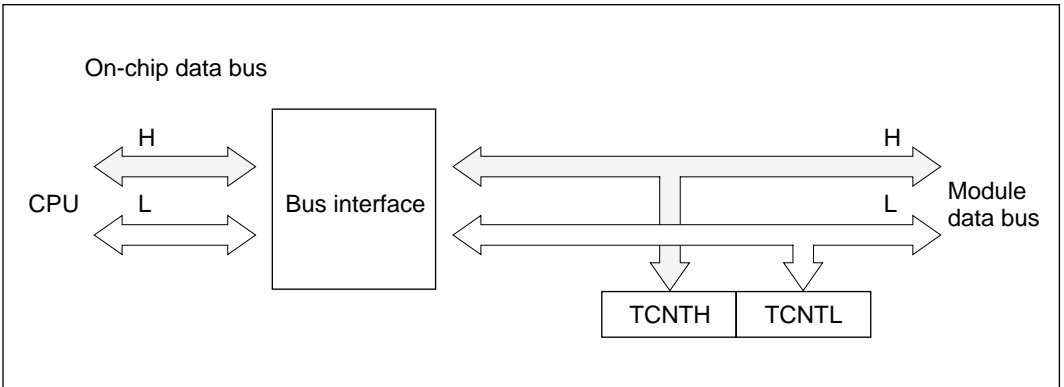 On-chip data bus
H
H
CPU
L
Bus interface
L
Module
data bus
TCNTH
TCNTL